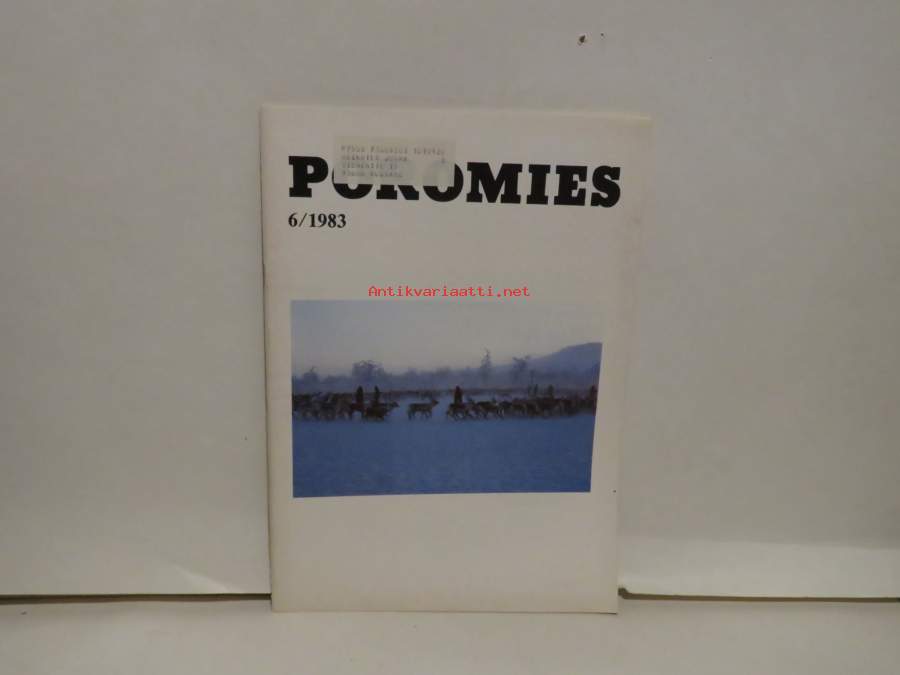 POROMIES
6/1983
Antikvariaatti.net